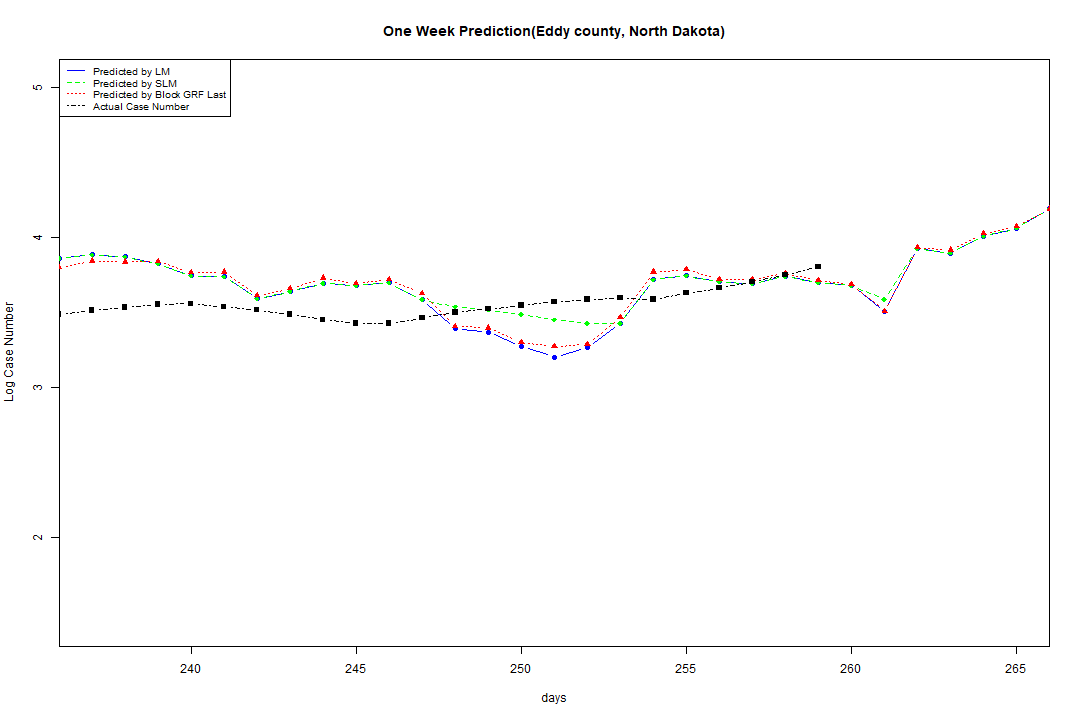 One Week Prediction(Eddy county, North Dakota)
Predicted by LM
Predicted by SLM
Predicted by Block GRF Last
Actual Case Number
5
4
3
2
Log Case Number
240 245 250 255 260 265
days